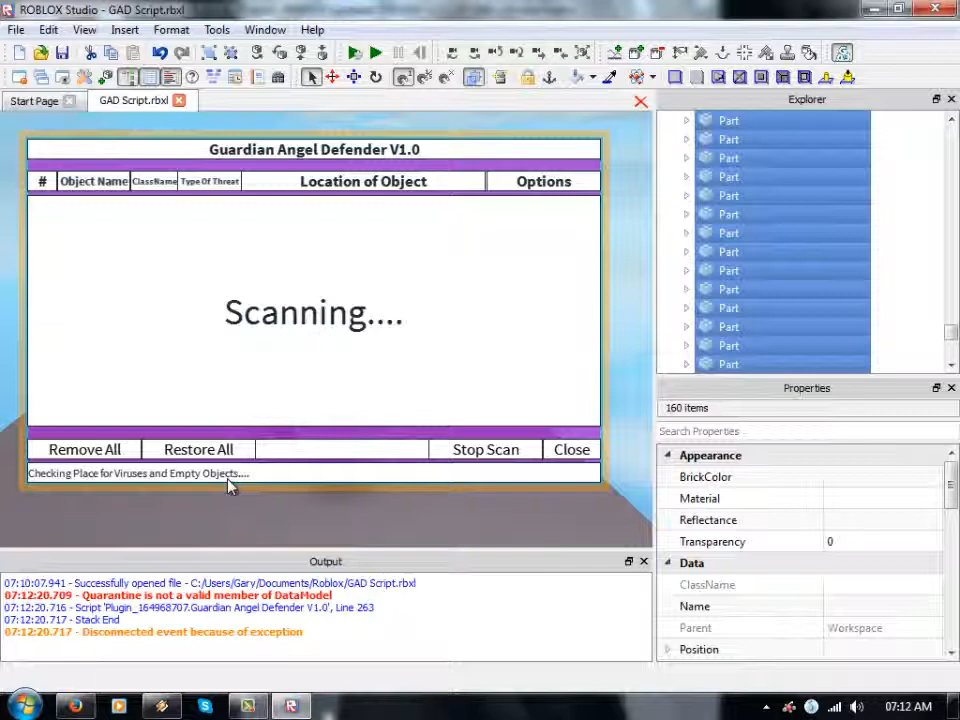 ROBLOX Studio - GAD Script.rbxl
File Edit View Insert Format Tools Window Help
Start Page GAD Script.rbxl
Guardian Angel Defender V1.0
# Object Name ClassName Type Of Threat Location of Object Options
Scanning....
Remove All Restore All Stop Scan Close
Checking Place for Viruses and Empty Objects....
Output
07:10:07.941 - Successfully opened file - C:/Users/Gary/Documents/Roblox/GAD Script.rbxl
07:12:20.709 - Quarantine is not a valid member of DataModel
07:12:20.716 - Script 'Plugin_164968707.Guardian Angel Defender V1.0', Line 263
07:12:20.717 - Stack End
07:12:20.717 - Disconnected event because of exception
Explorer
Part
Part
Part
Part
Part
Part
Part
Part
Part
Part
Part
Part
Part
Part
Properties
160 items
Search Properties
Appearance
BrickColor
Material
Reflectance
Transparency 0
Data
ClassName
Name
Parent Workspace
Position
07:12 AM